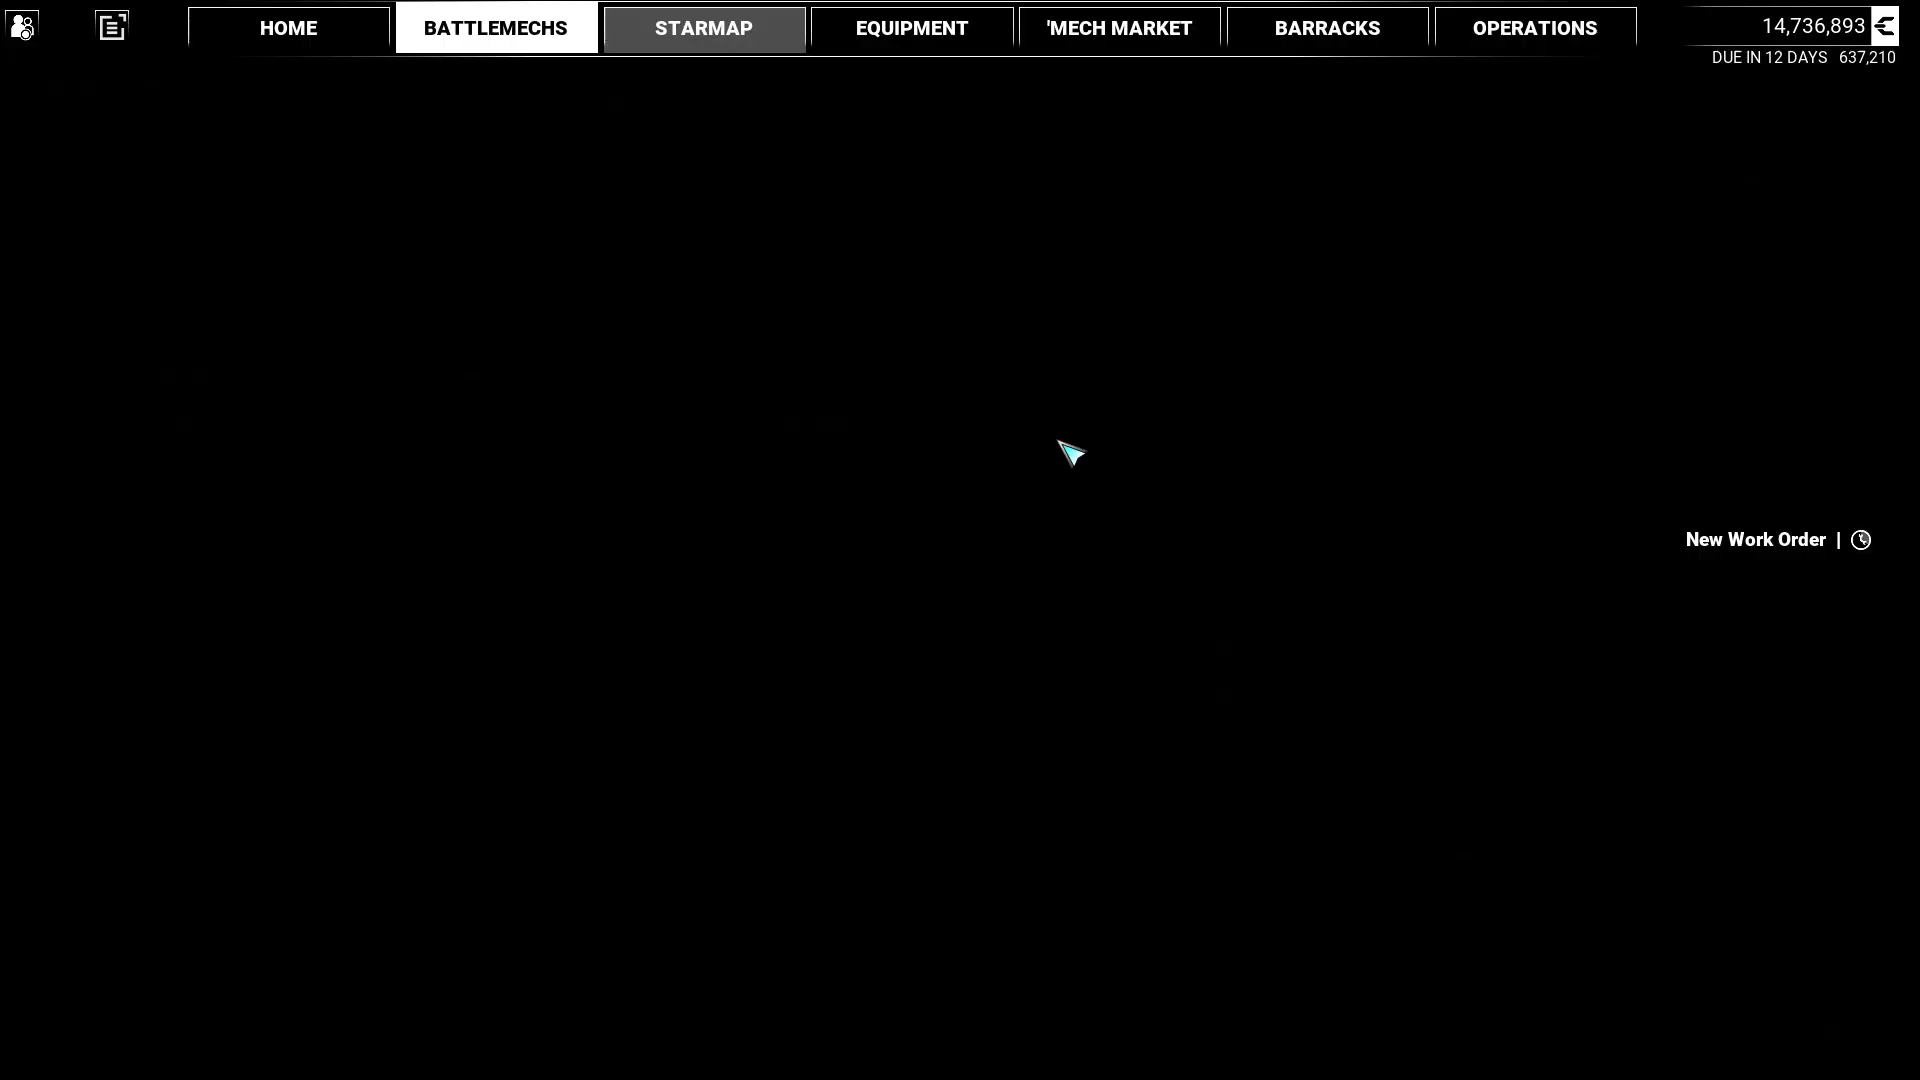 HOME
BATTLEMECHS
STARMAP
EQUIPMENT
'MECH MARKET
BARRACKS
OPERATIONS
14,736,893
DUE IN 12 DAYS 637,210
New Work Order |